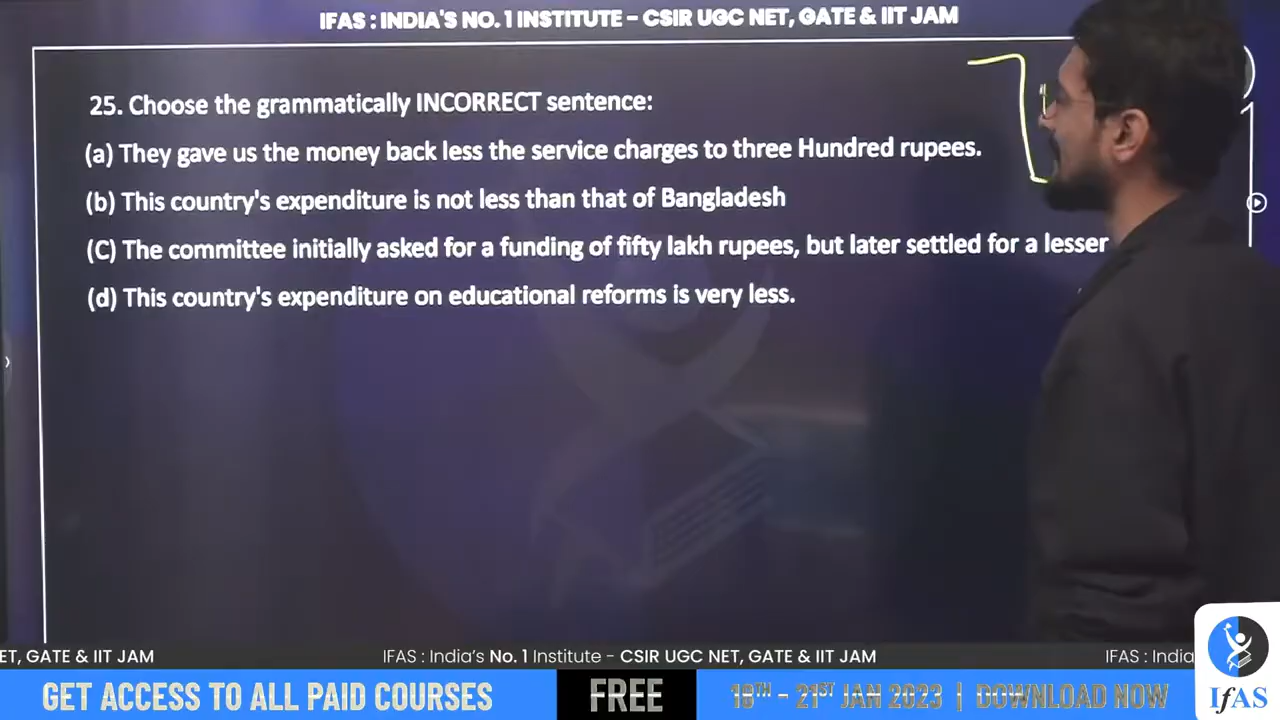 IFAS : INDIA'S NO. 1 INSTITUTE – CSIR UGC NET, GATE & IIT JAM
25. Choose the grammatically INCORRECT sentence:
(a) They gave us the money back less the service charges to three Hundred rupees.
(b) This country's expenditure is not less than that of Bangladesh
(C) The committee initially asked for a funding of fifty lakh rupees, but later settled for a lesser
(d) This country's expenditure on educational reforms is very less.
ET, GATE & IIT JAM IFAS : India's No. 1 Institute – CSIR UGC NET, GATE & IIT JAM IFAS : India
GET ACCESS TO ALL PAID COURSES FREE 18TH – 21ST JAN 2023 | DOWNLOAD NOW
IfAS